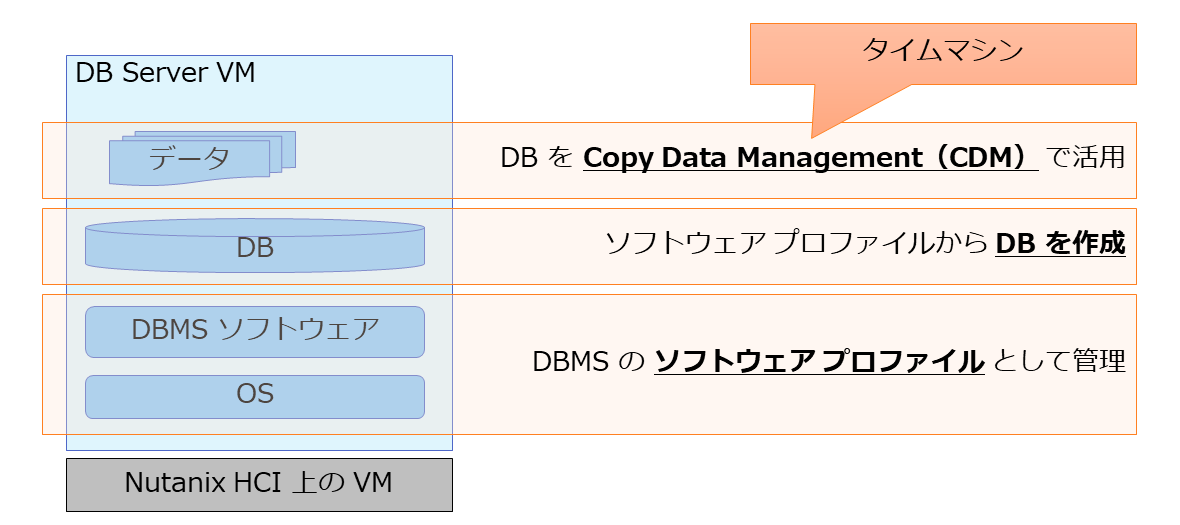 タイムマシン
DB Server VM
データ
DB を Copy Data Management（CDM） で活用
DB
ソフトウェア プロファイルから DB を作成
DBMS ソフトウェア
OS
DBMS の ソフトウェア プロファイル として管理
Nutanix HCI 上の VM